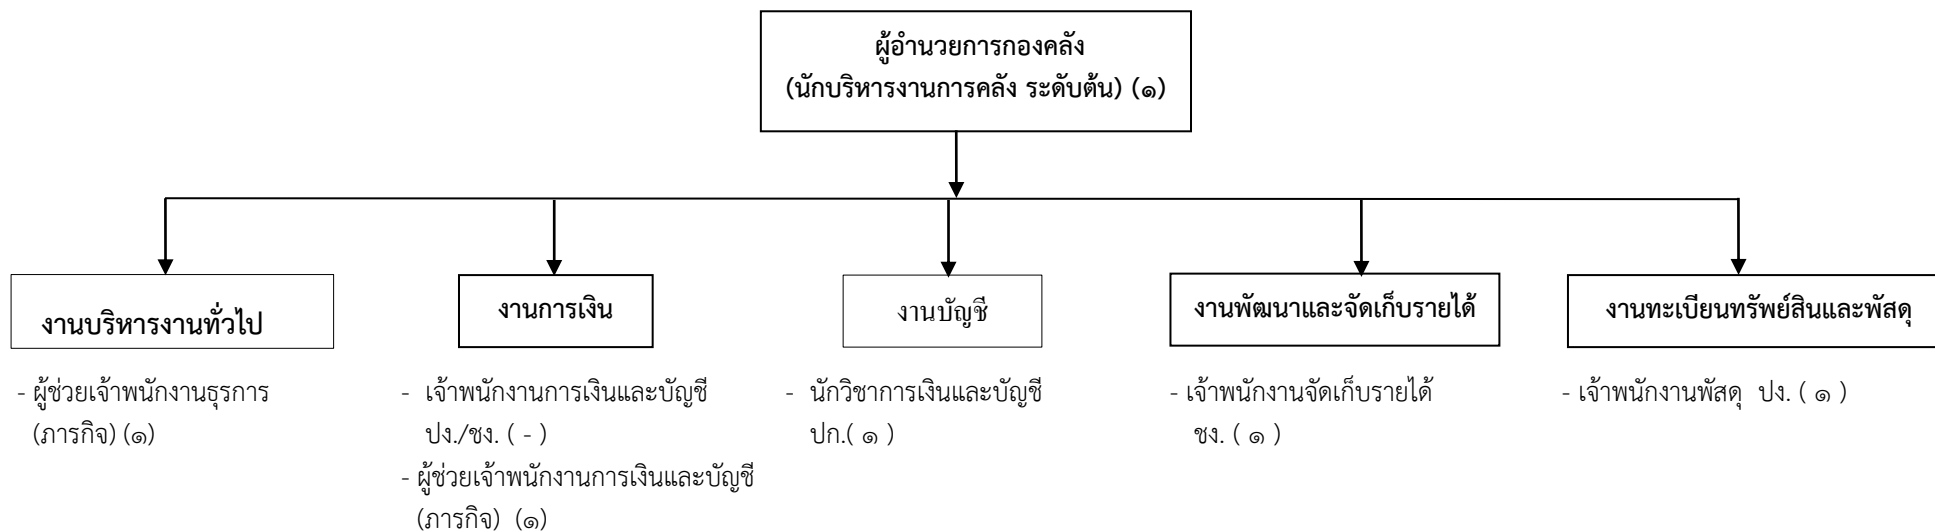 ผู้อำนวยการกองคลัง
(นักบริหารงานการคลัง ระดับต้น) (๑)
งานบริหารงานทั่วไป
- ผู้ช่วยเจ้าพนักงานธุรการ
(ภารกิจ) (๑)
งานการเงิน
- เจ้าพนักงานการเงินและบัญชี
ปง./ชง. ( - )
- ผู้ช่วยเจ้าพนักงานการเงินและบัญชี
(ภารกิจ) (๑)
งานบัญชี
- นักวิชาการเงินและบัญชี
ปก.( ๑ )
งานพัฒนาและจัดเก็บรายได้
- เจ้าพนักงานจัดเก็บรายได้
ชง. ( ๑ )
งานทะเบียนทรัพย์สินและพัสดุ
- เจ้าพนักงานพัสดุ ปง. ( ๑ )